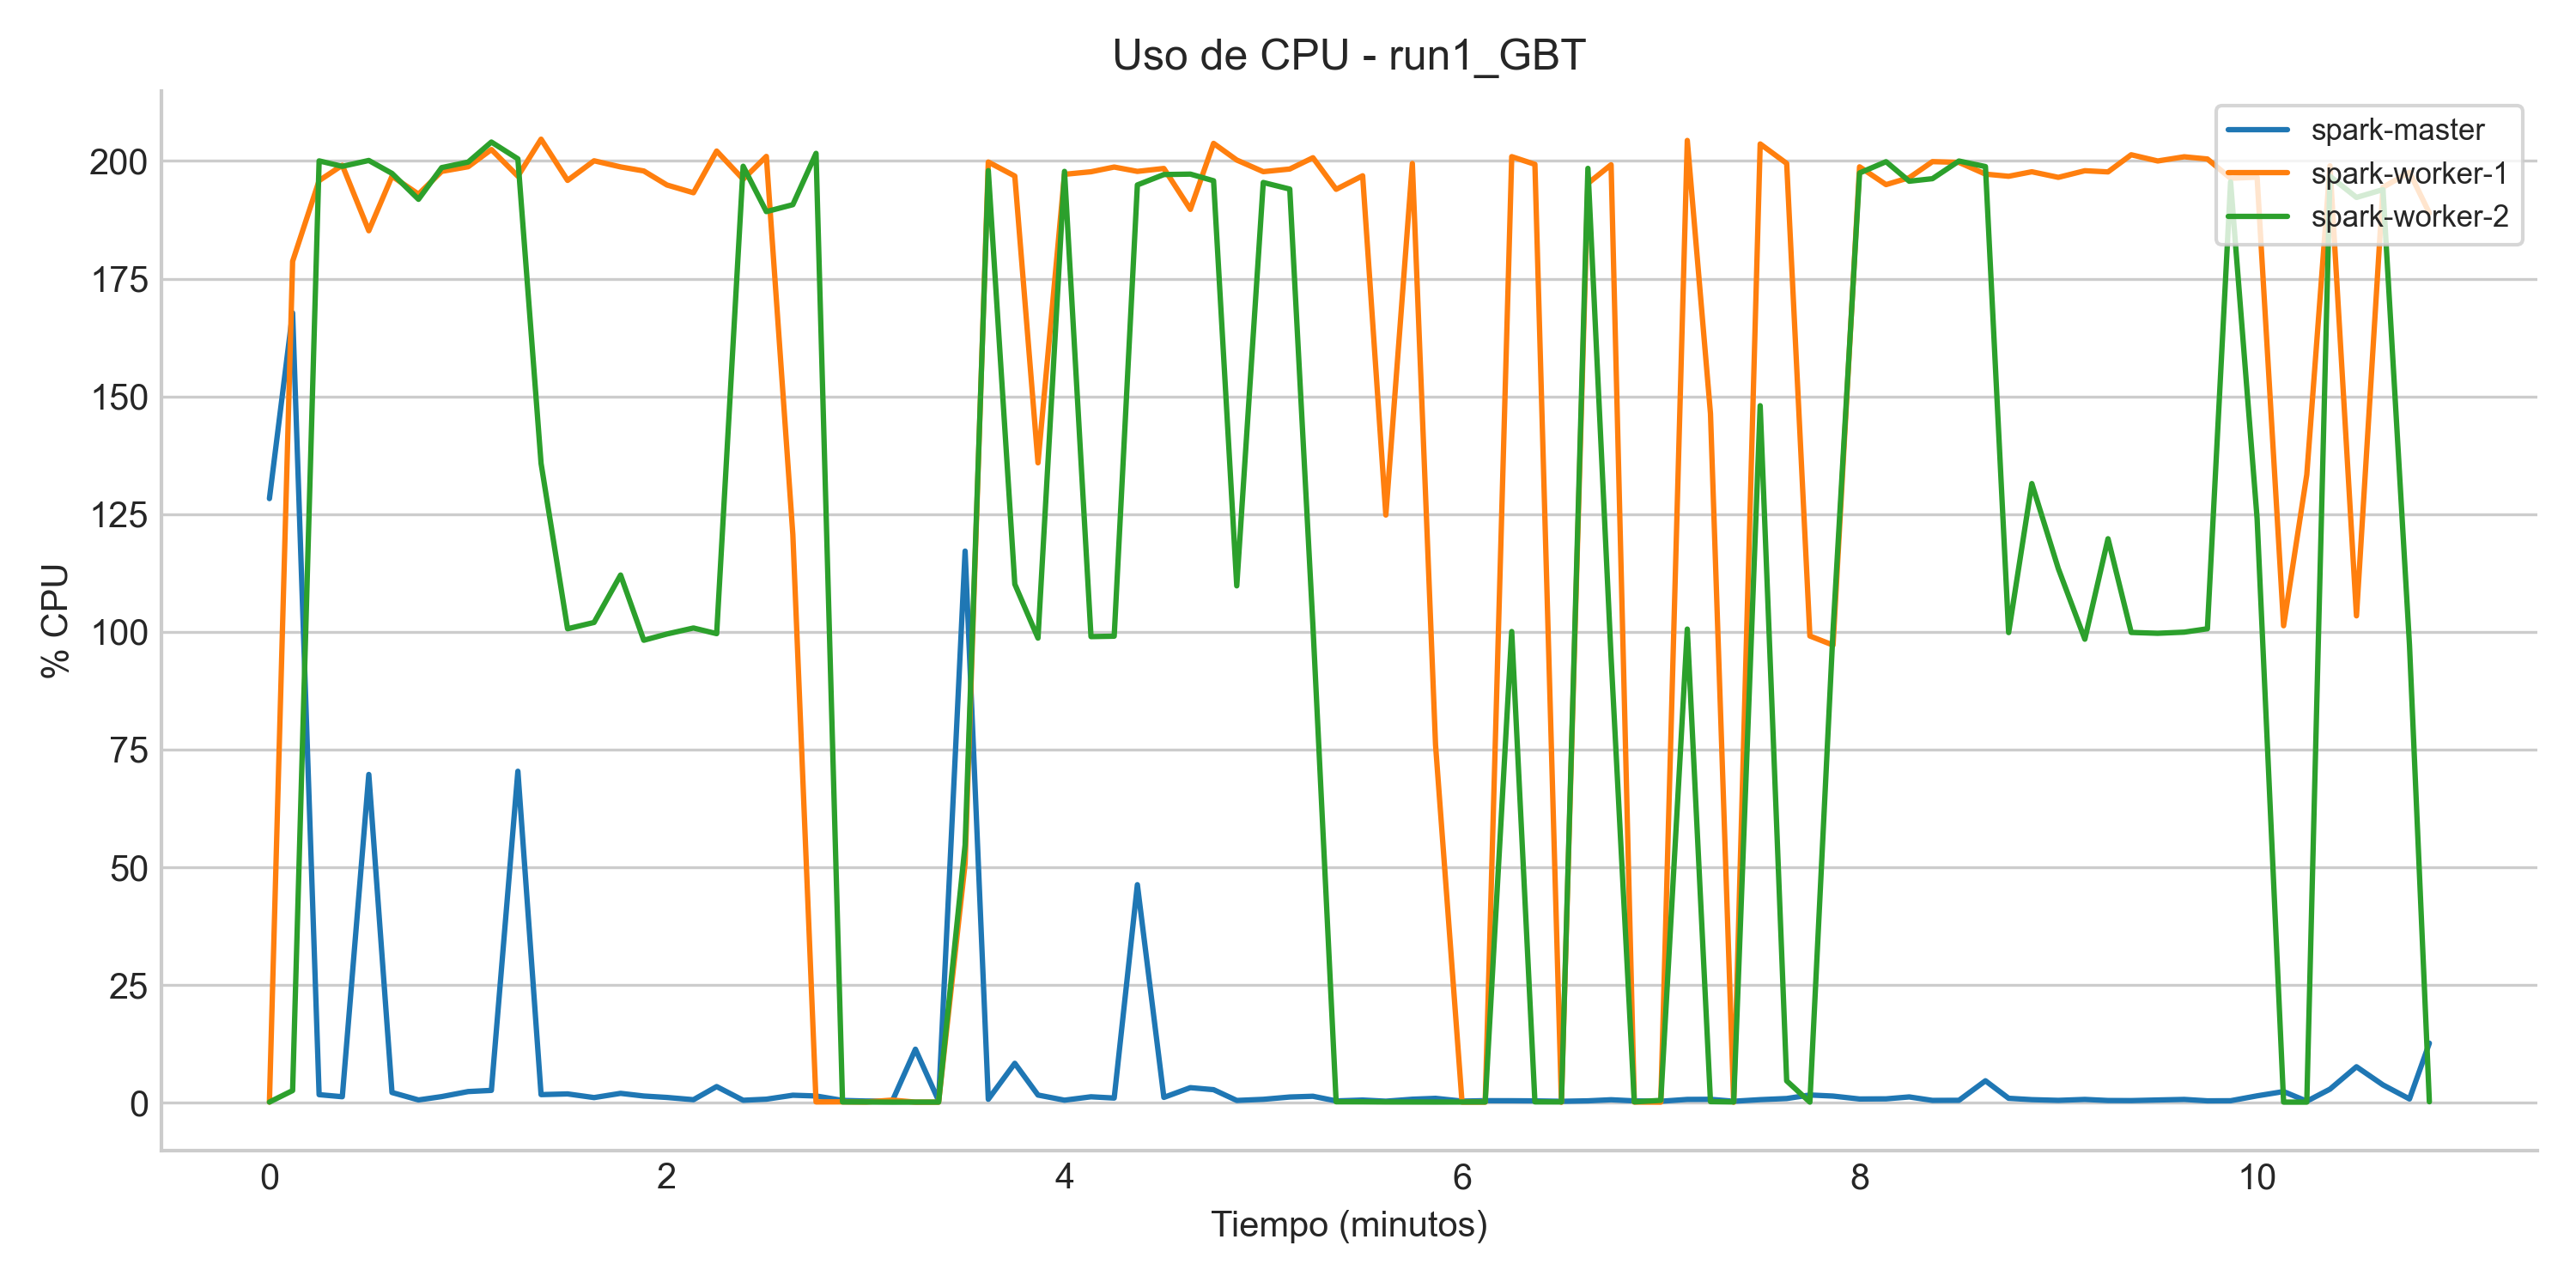 Uso de CPU - run1_GBT
spark-master
spark-worker-1
spark-worker-2
% CPU
200
175
150
125
100
75
50
25
0
0 2 4 6 8 10
Tiempo (minutos)